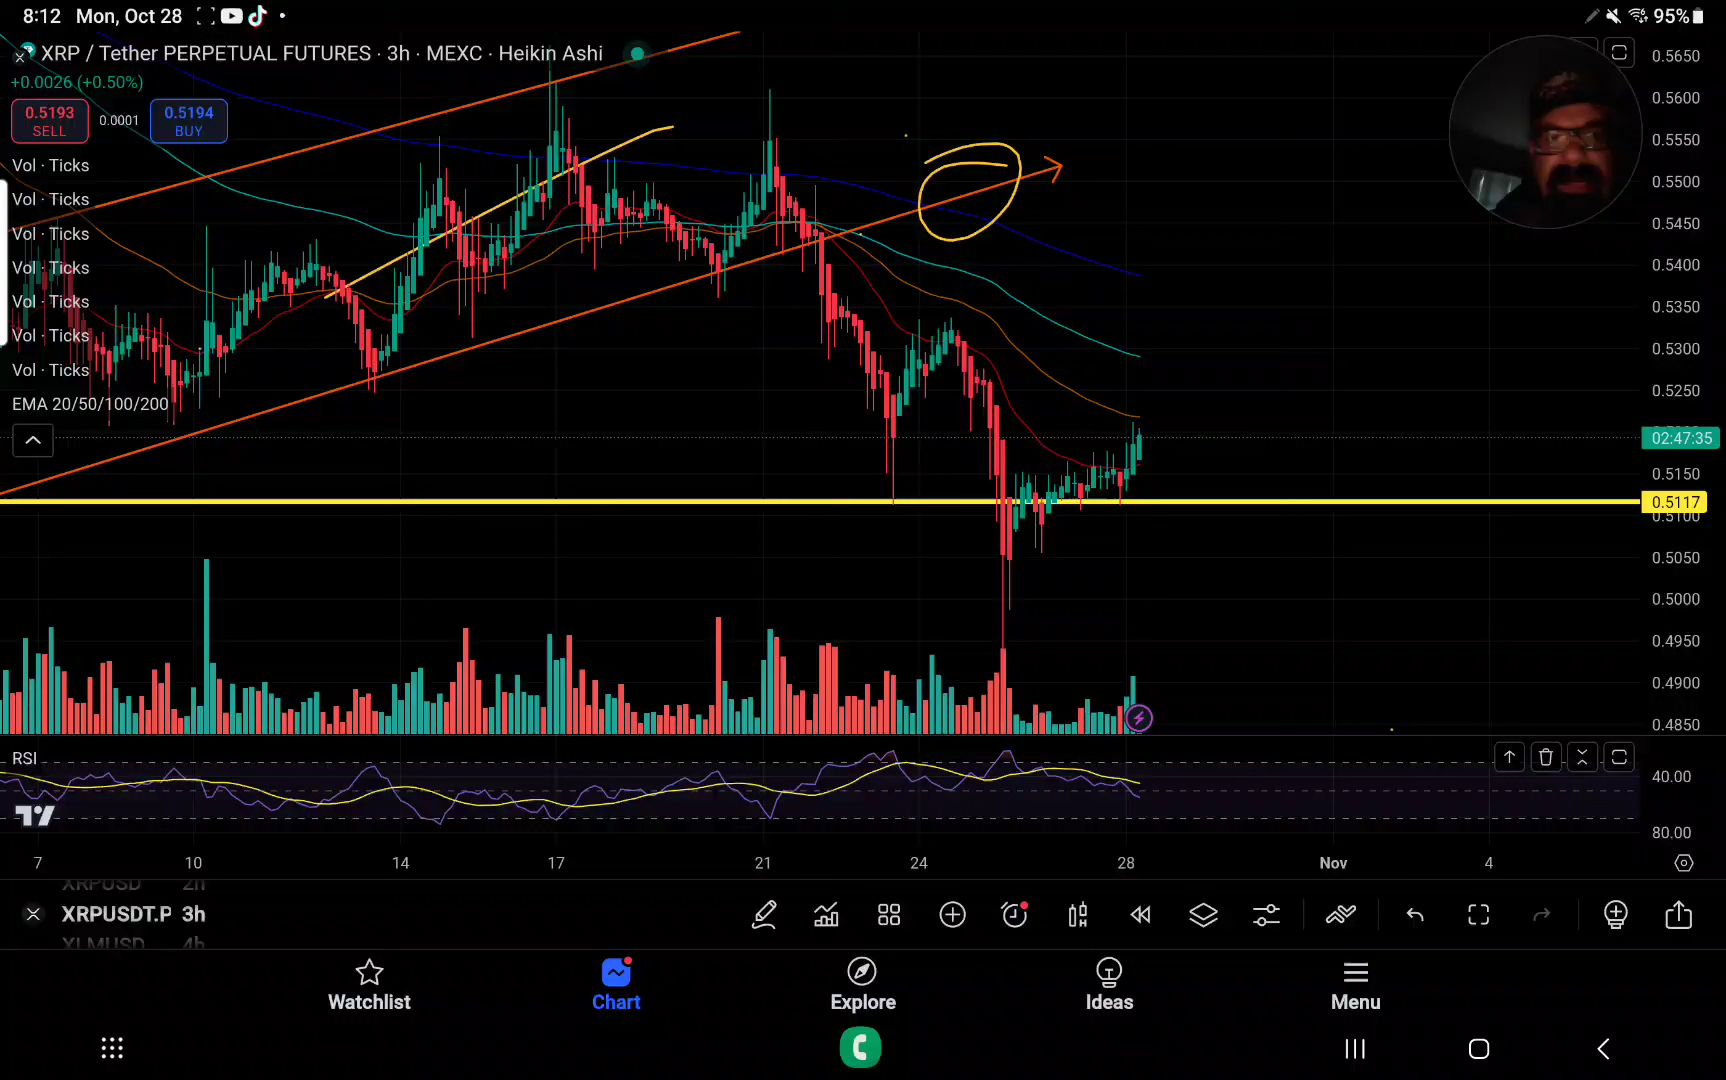 8:12 Mon, Oct 28
95%
XRP / Tether PERPETUAL FUTURES · 3h · MEXC · Heikin Ashi
+0.0026 (+0.50%)
0.5193
SELL
0.0001
0.5194
BUY
Vol · Ticks
Vol · Ticks
Vol · Ticks
Vol · Ticks
Vol · Ticks
Vol · Ticks
Vol · Ticks
EMA 20/50/100/200
0.5650
0.5600
0.5550
0.5500
0.5450
0.5400
0.5350
0.5300
0.5250
02:47:35
0.5150
0.5117
0.5100
0.5050
0.5000
0.4950
0.4900
0.4850
RSI
40.00
80.00
7 10 14 17 21 24 28 Nov 4
XRPUSD 2h
XRPUSDT.P 3h
XLMUSD 4h
Watchlist
Chart
Explore
Ideas
Menu